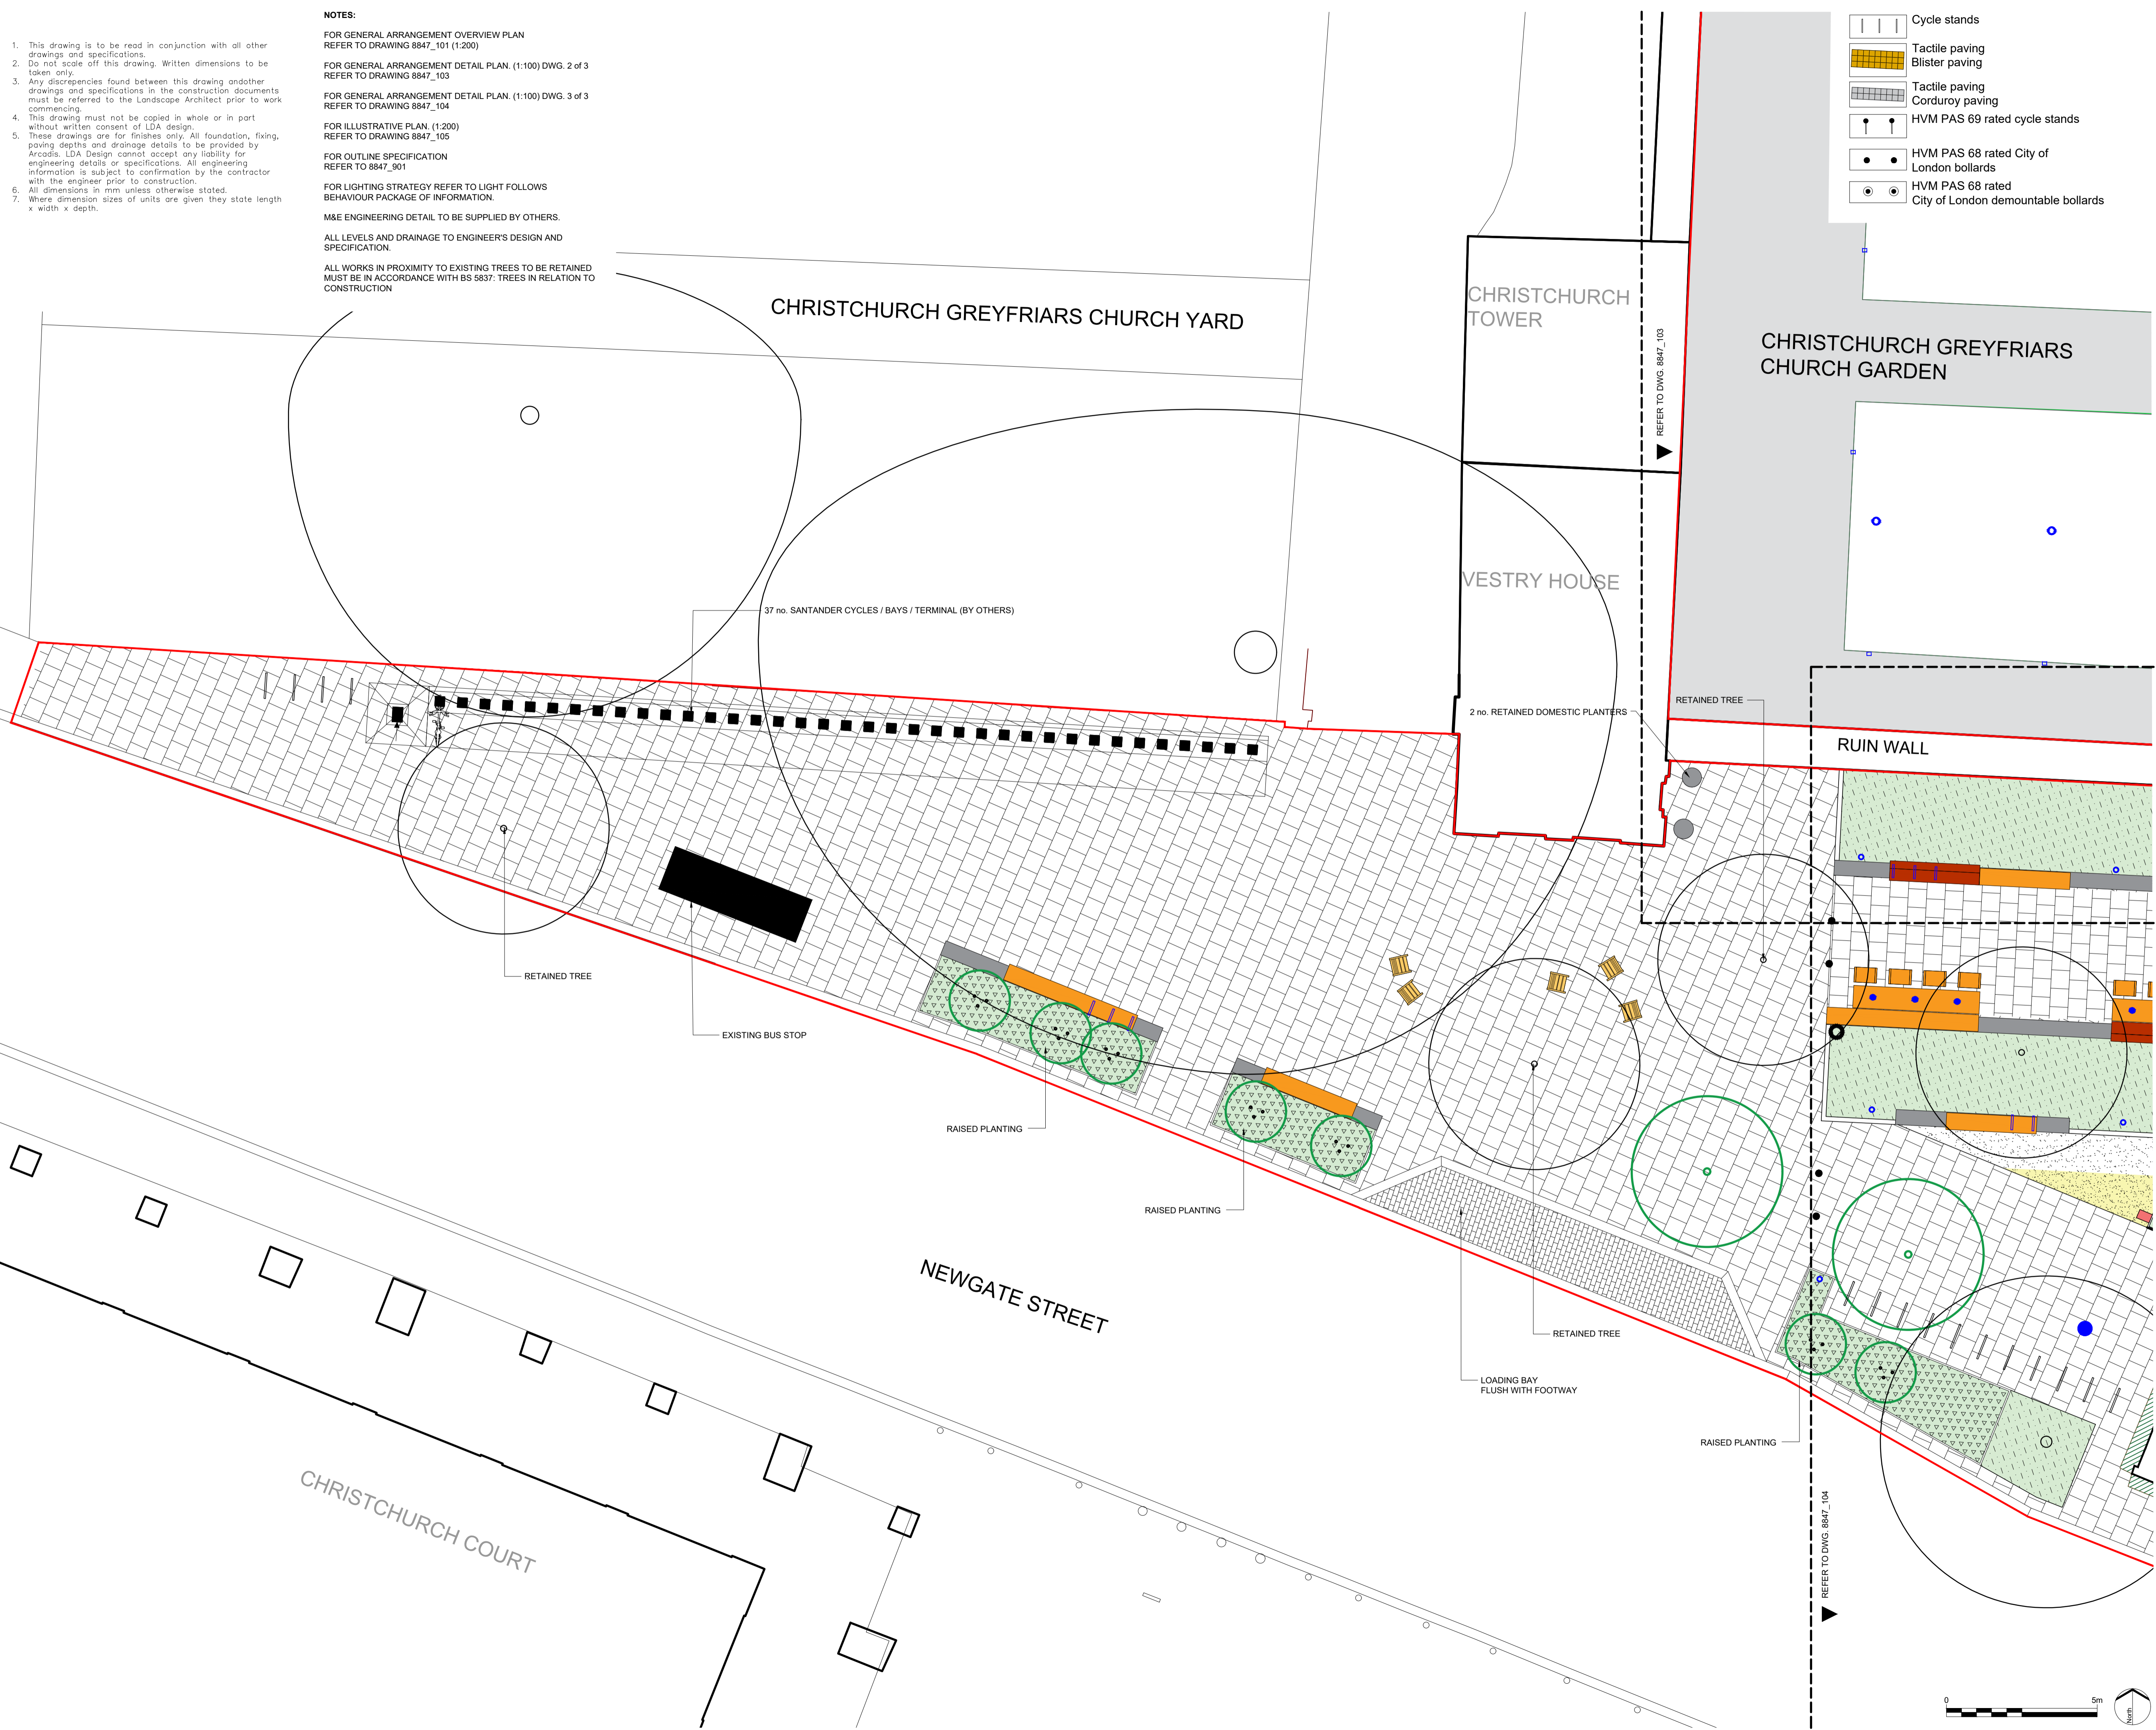 1. This drawing is to be read in conjunction with all other
drawings and specifications.
2. Do not scale off this drawing. Written dimensions to be
taken only.
3. Any discrepencies found between this drawing andother
drawings and specifications in the construction documents
must be referred to the Landscape Architect prior to work
commencing.
4. This drawing must not be copied in whole or in part
without written consent of LDA design.
5. These drawings are for finishes only. All foundation, fixing,
paving depths and drainage details to be provided by
Arcadis. LDA Design cannot accept any liability for
engineering details or specifications. All engineering
information is subject to confirmation by the contractor
with the engineer prior to construction.
6. All dimensions in mm unless otherwise stated.
7. Where dimension sizes of units are given they state length
x width x depth.
NOTES:
FOR GENERAL ARRANGEMENT OVERVIEW PLAN
REFER TO DRAWING 8847_101 (1:200)
FOR GENERAL ARRANGEMENT DETAIL PLAN. (1:100) DWG. 2 of 3
REFER TO DRAWING 8847_103
FOR GENERAL ARRANGEMENT DETAIL PLAN. (1:100) DWG. 3 of 3
REFER TO DRAWING 8847_104
FOR ILLUSTRATIVE PLAN. (1:200)
REFER TO DRAWING 8847_105
FOR OUTLINE SPECIFICATION
REFER TO 8847_901
FOR LIGHTING STRATEGY REFER TO LIGHT FOLLOWS
BEHAVIOUR PACKAGE OF INFORMATION.
M&E ENGINEERING DETAIL TO BE SUPPLIED BY OTHERS.
ALL LEVELS AND DRAINAGE TO ENGINEER'S DESIGN AND
SPECIFICATION.
ALL WORKS IN PROXIMITY TO EXISTING TREES TO BE RETAINED
MUST BE IN ACCORDANCE WITH BS 5837: TREES IN RELATION TO
CONSTRUCTION
Cycle stands
Tactile paving
Blister paving
Tactile paving
Corduroy paving
HVM PAS 69 rated cycle stands
HVM PAS 68 rated City of
London bollards
HVM PAS 68 rated
City of London demountable bollards
CHRISTCHURCH GREYFRIARS CHURCH YARD
CHRISTCHURCH
TOWER
REFER TO DWG. 8847_103
CHRISTCHURCH GREYFRIARS
CHURCH GARDEN
VESTRY HOUSE
37 no. SANTANDER CYCLES / BAYS / TERMINAL (BY OTHERS)
2 no. RETAINED DOMESTIC PLANTERS
RETAINED TREE
RUIN WALL
RETAINED TREE
EXISTING BUS STOP
RAISED PLANTING
RAISED PLANTING
NEWGATE STREET
RETAINED TREE
LOADING BAY
FLUSH WITH FOOTWAY
RAISED PLANTING
CHRISTCHURCH COURT
REFER TO DWG. 8847_104
0 5m
North